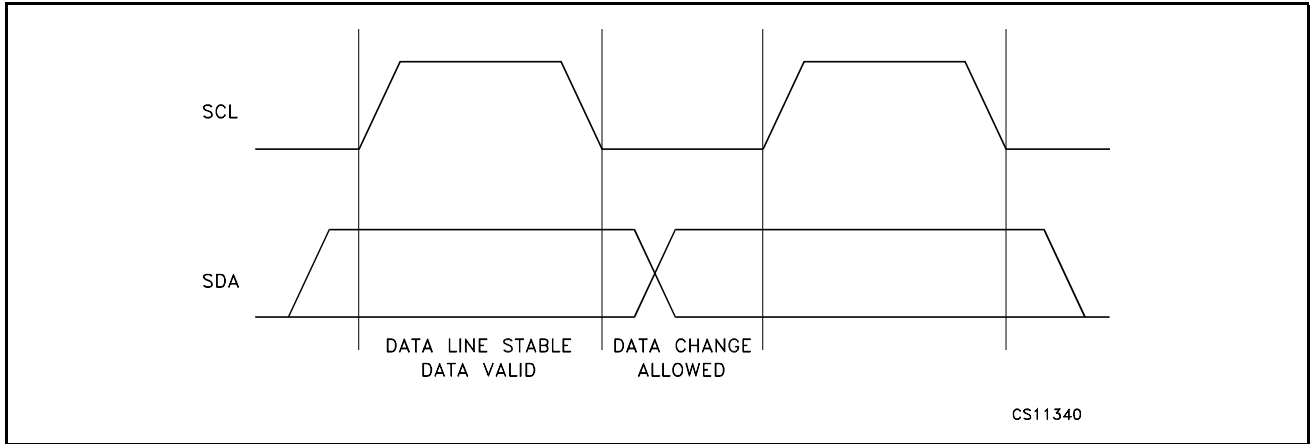 SCL
SDA
DATA LINE STABLE
DATA VALID
DATA CHANGE
ALLOWED
CS11340